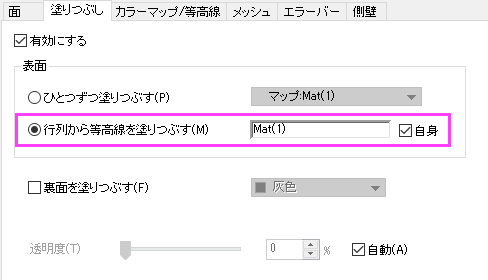 面 塗りつぶし カラーマップ/等高線 メッシュ エラーバー 側壁
有効にする
表面
ひとつずつ塗りつぶす(P) マップ:Mat(1)
行列から等高線を塗りつぶす(M) Mat(1) 自身
裏面を塗りつぶす(F) 灰色
透明度(T) 0 % 自動(A)